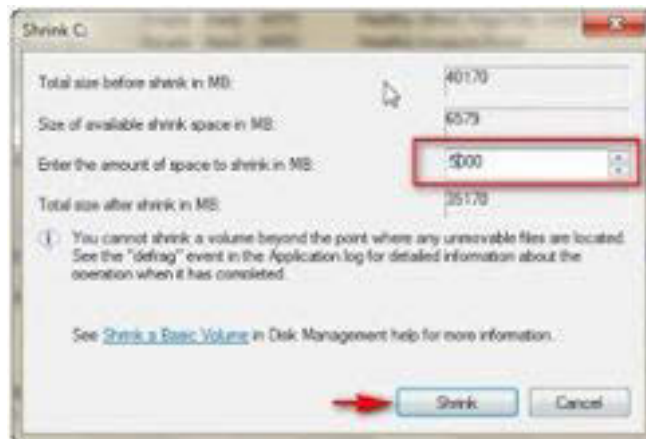 Shrink C:
Total size before shrink in MB: 40170
Size of available shrink space in MB: 6579
Enter the amount of space to shrink in MB: 5000
Total size after shrink in MB: 35170
You cannot shrink a volume beyond the point where any unmovable files are located.
See the "defrag" event in the Application log for detailed information about the
operation when it has completed.
See Shrink a Basic Volume in Disk Management help for more information.
Shrink Cancel